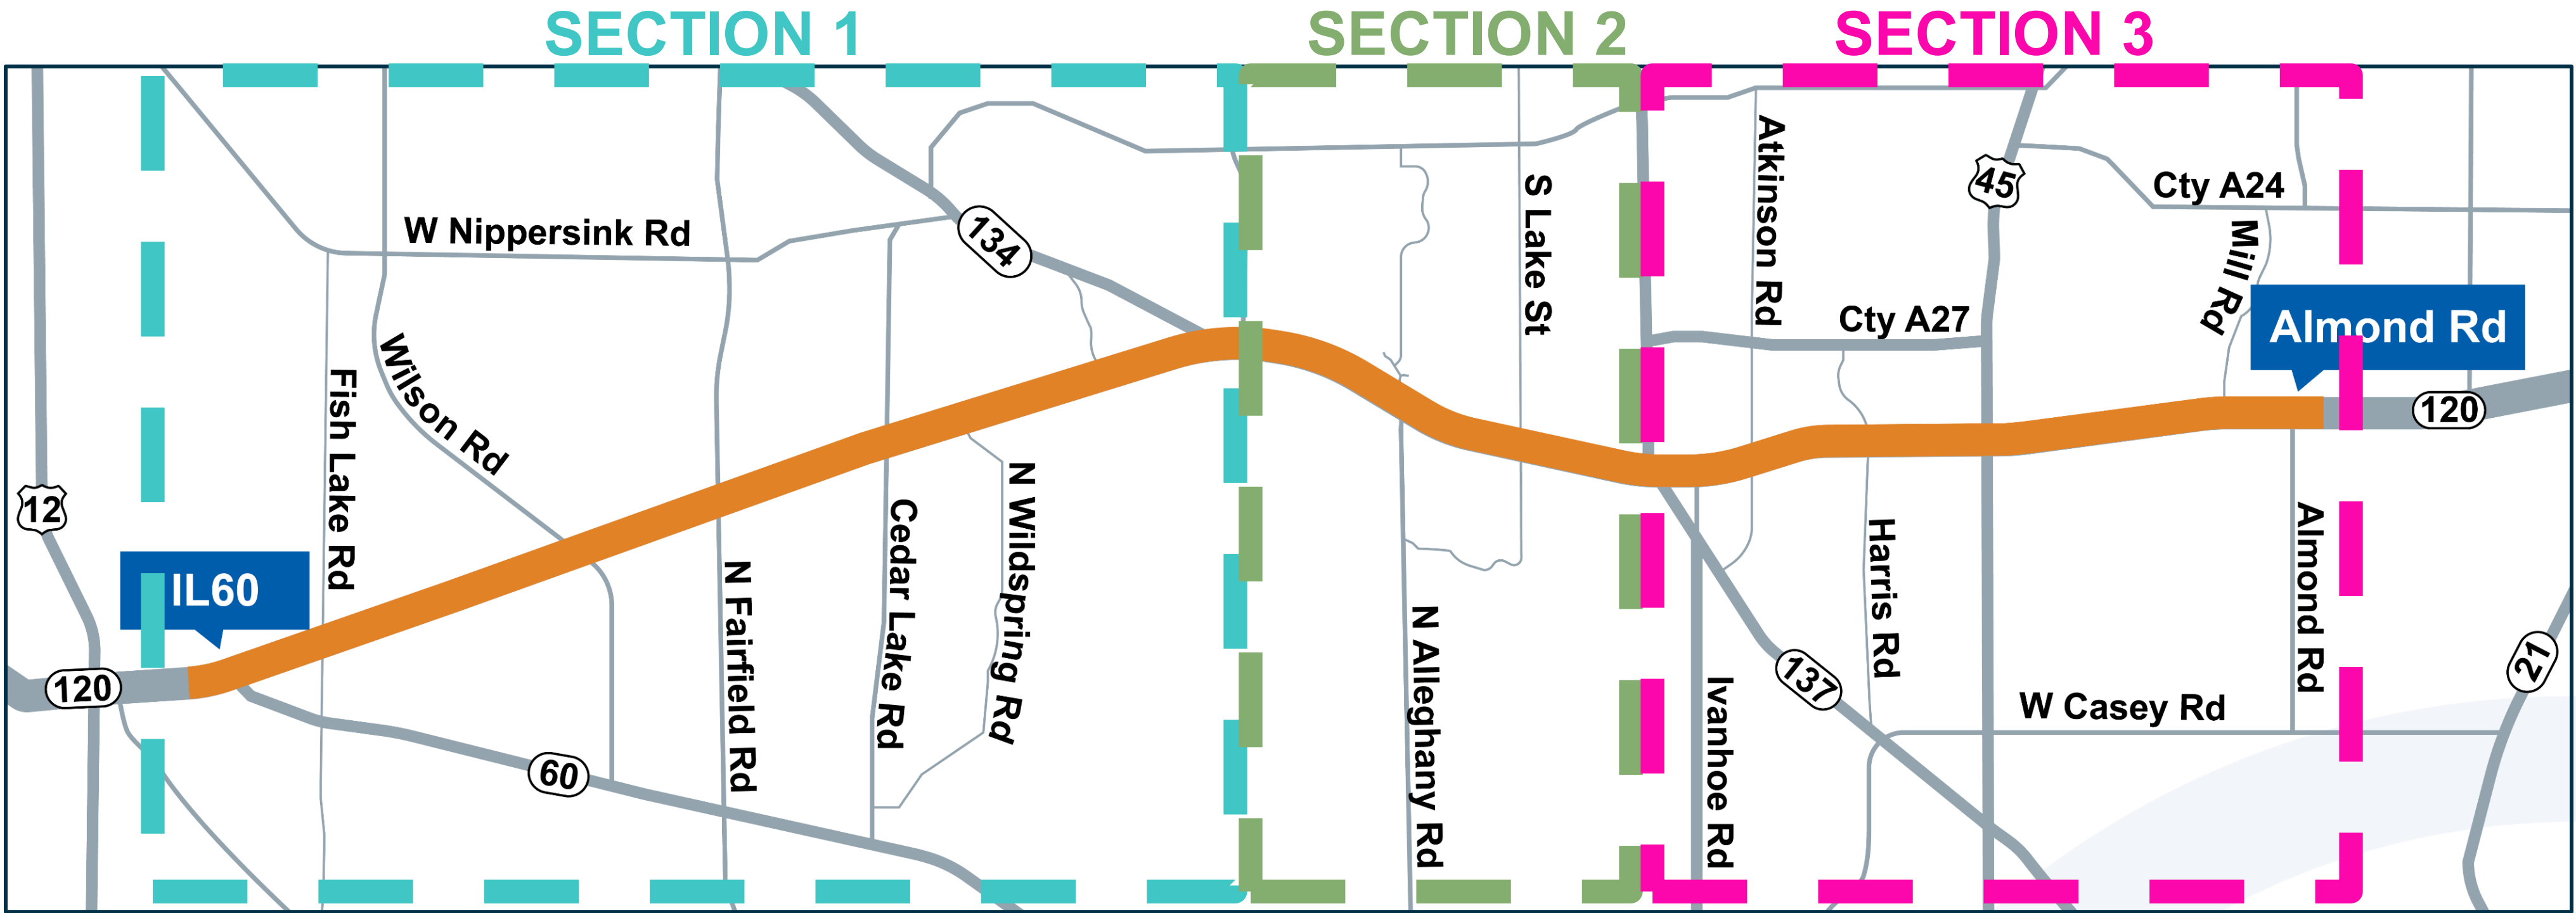 SECTION 1
SECTION 2
SECTION 3
W Nippersink Rd
134
S Lake St
Atkinson Rd
45
Cty A24
Mill Rd
Cty A27
Almond Rd
120
Wilson Rd
Fish Lake Rd
12
IL60
120
N Fairfield Rd
Cedar Lake Rd
N Wildspring Rd
60
N Alleghany Rd
Ivanhoe Rd
137
Harris Rd
W Casey Rd
Almond Rd
21